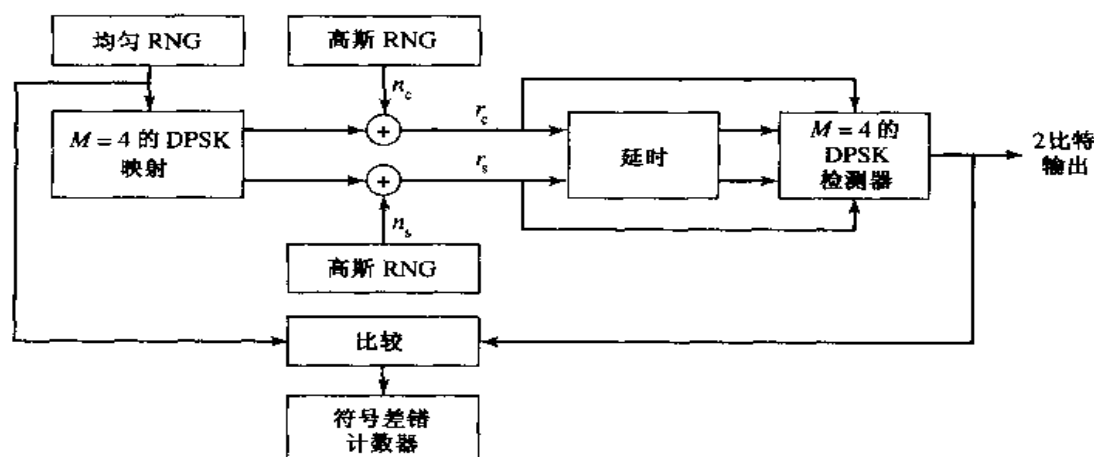 均匀 RNG
高斯 RNG
n_c
r_c
M = 4 的 DPSK
映射
+
延时
M = 4 的
DPSK
检测器
2比特
输出
+
r_s
n_s
高斯 RNG
比较
符号差错
计数器